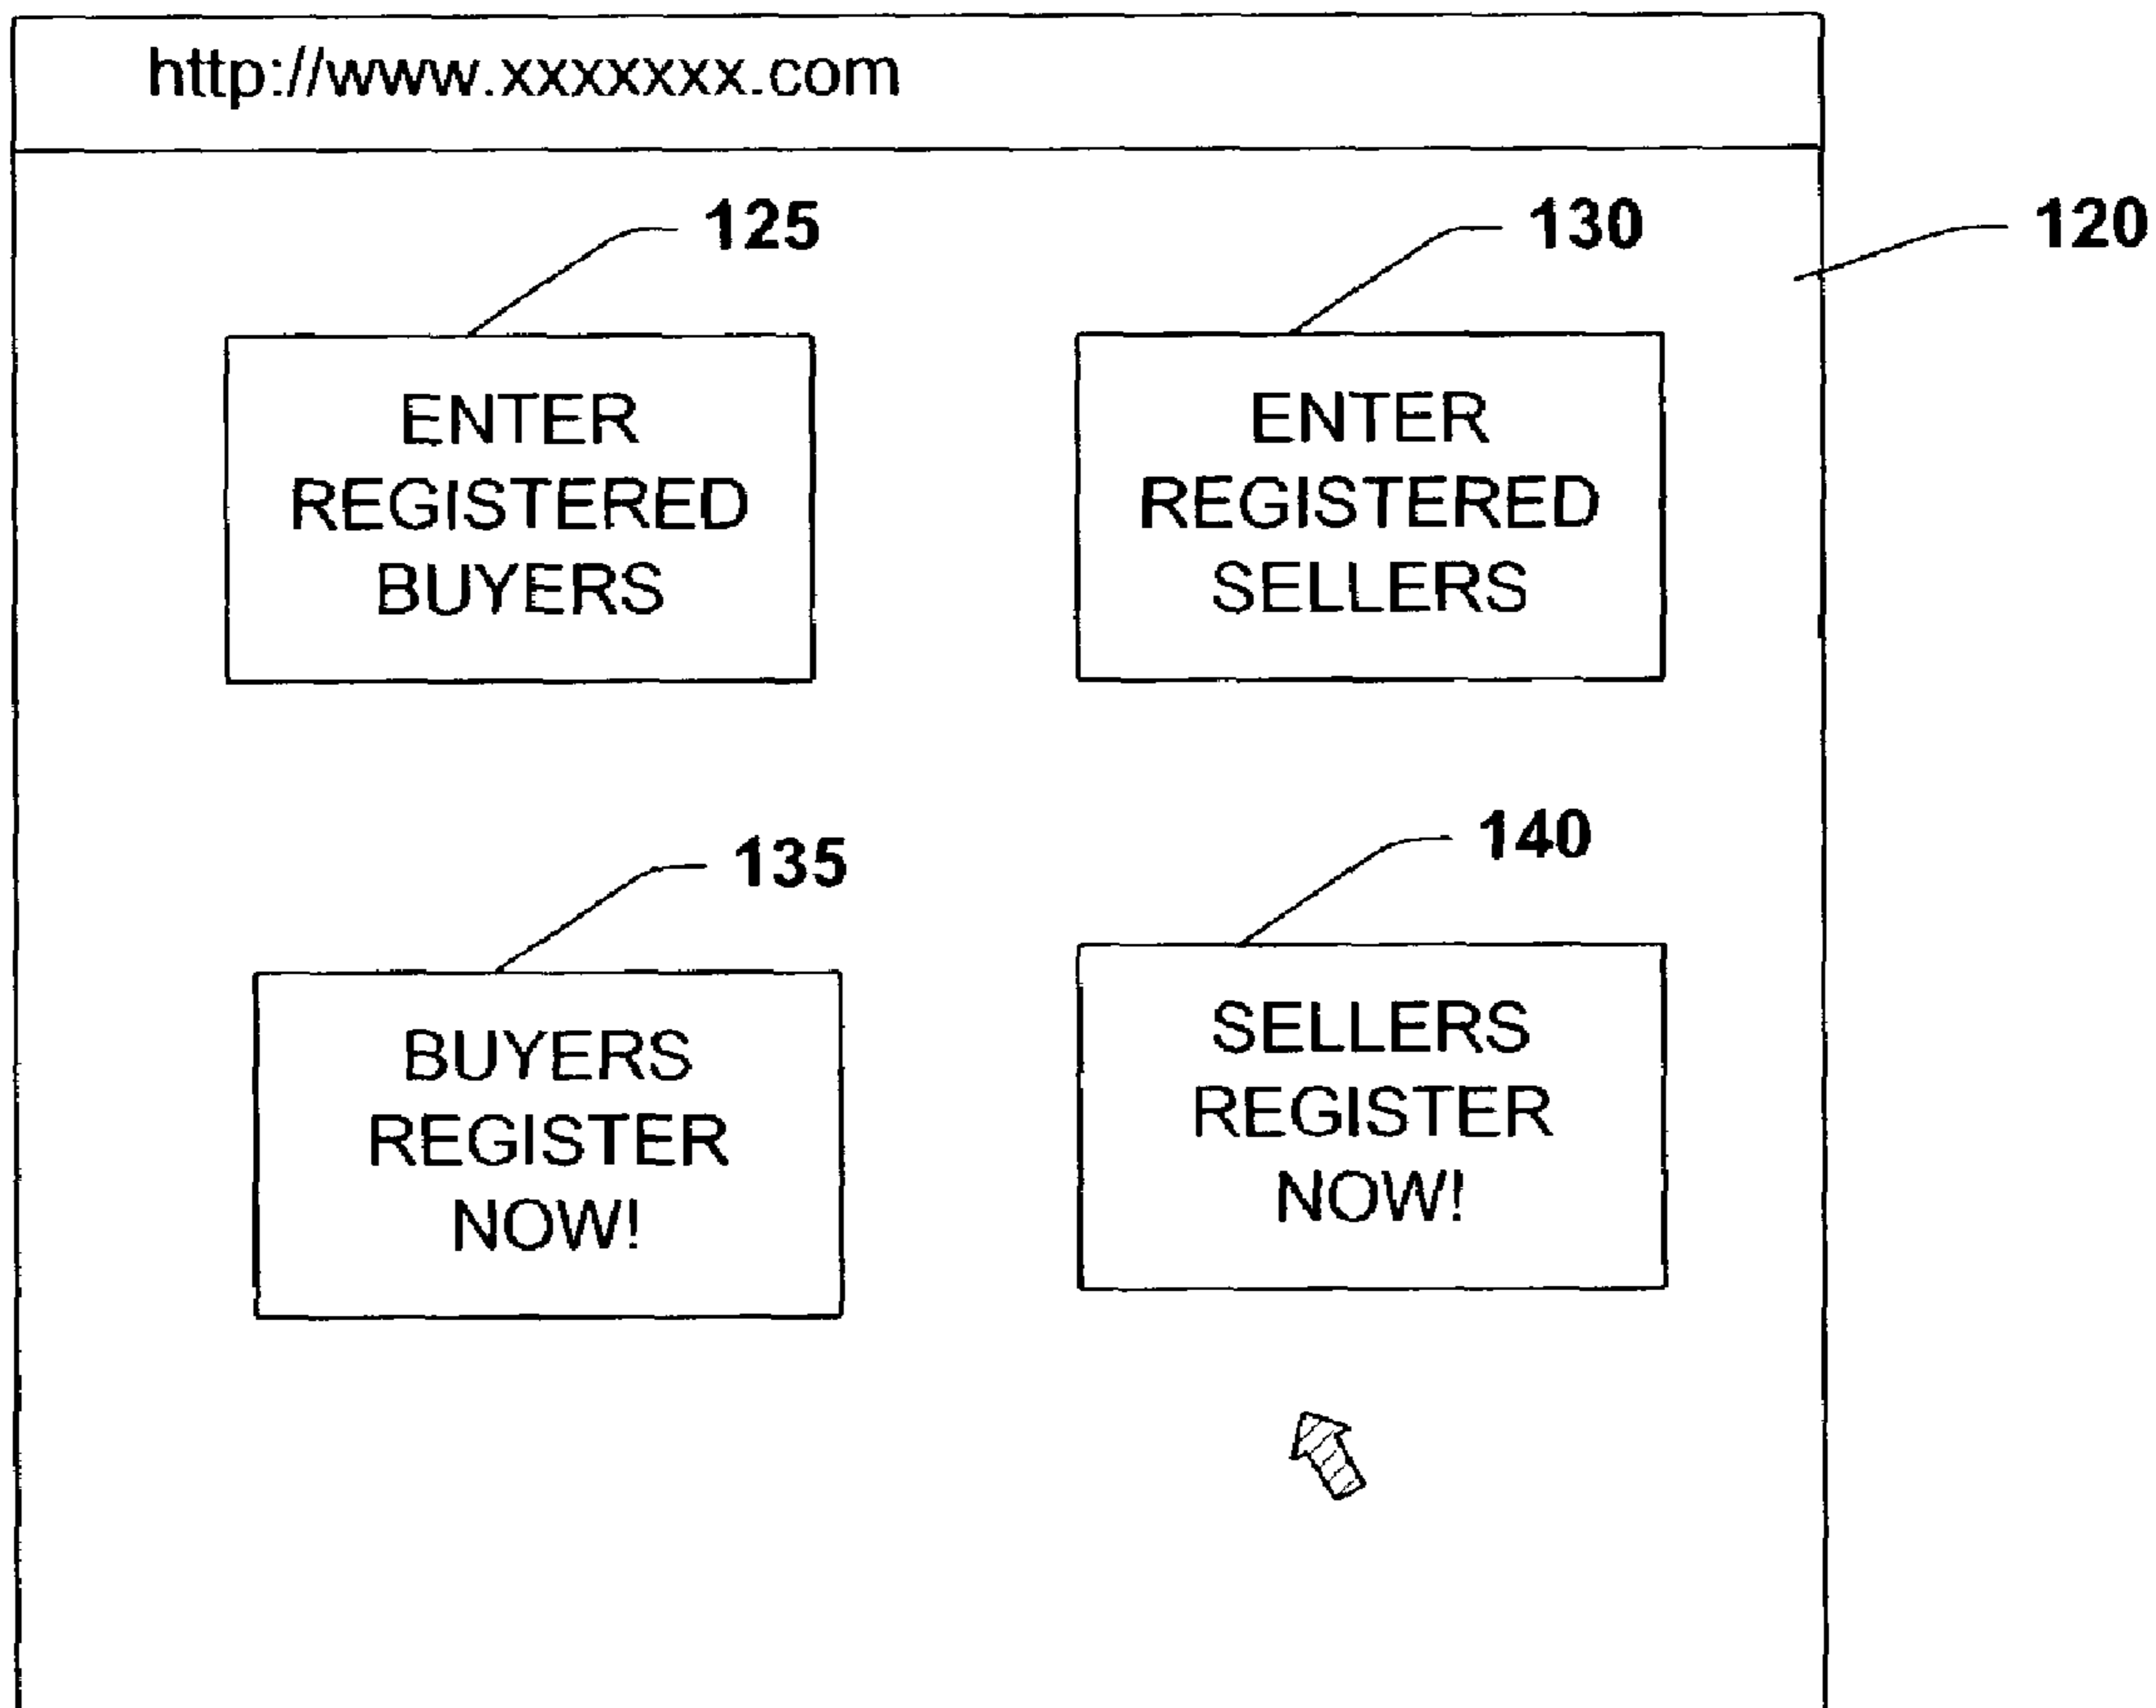 http://www.xxxxxxx.com
125
130
120
ENTER
REGISTERED
BUYERS
ENTER
REGISTERED
SELLERS
135
140
BUYERS
REGISTER
NOW!
SELLERS
REGISTER
NOW!